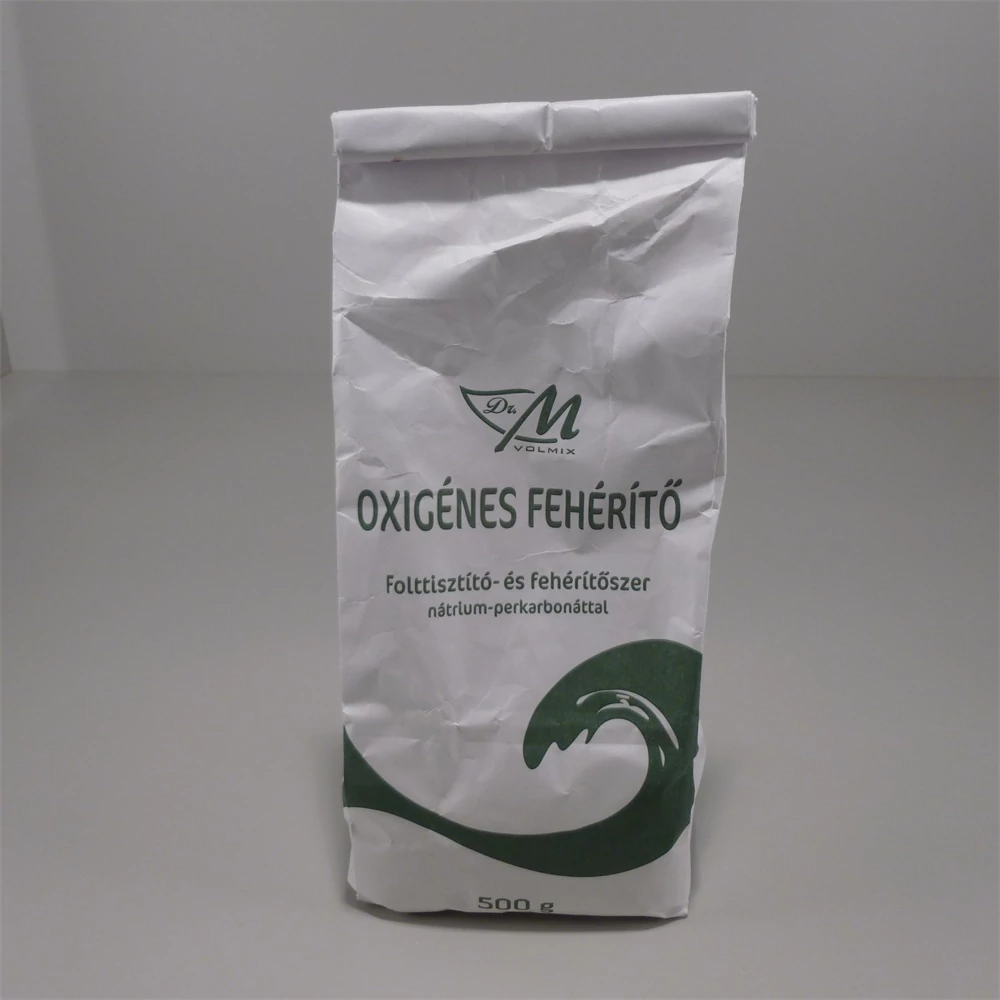 Dr. M
VOLMIX
OXIGÉNES FEHÉRÍTŐ
Folttisztító- és fehérítőszer
nátrium-perkarbonáttal
500 g